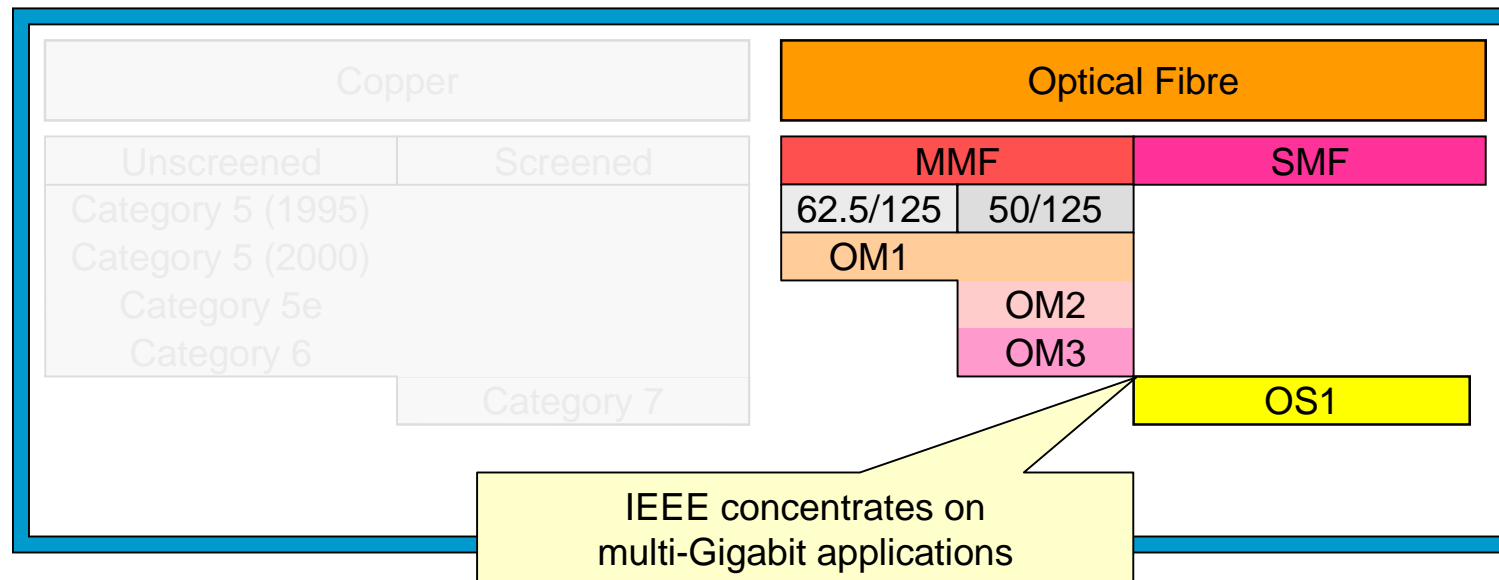 Copper
Optical Fibre
Unscreened Screened
MMF SMF
Category 5 (1995)
62.5/125 50/125
Category 5 (2000)
OM1
Category 5e
OM2
Category 6
OM3
Category 7
OS1
IEEE concentrates on
multi-Gigabit applications